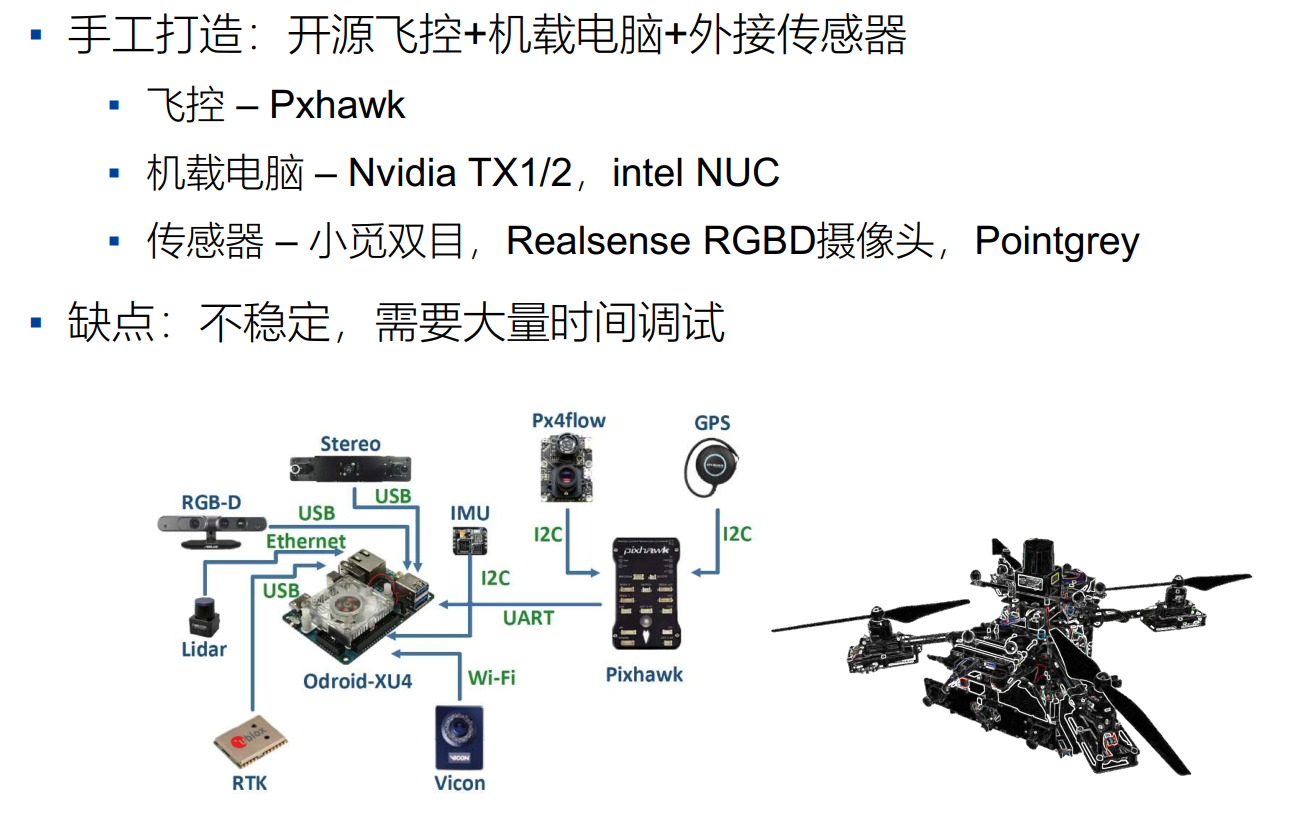 手工打造：开源飞控+机载电脑+外接传感器
飞控 – Pxhawk
机载电脑 – Nvidia TX1/2，intel NUC
传感器 – 小觅双目，Realsense RGBD摄像头，Pointgrey
缺点：不稳定，需要大量时间调试
Px4flow
GPS
Stereo
USB
RGB-D
USB
IMU
Ethernet
I2C
I2C
pixhawk
I2C
USB
UART
Lidar
Odroid-XU4
Wi-Fi
Pixhawk
ublox
VICON
RTK
Vicon